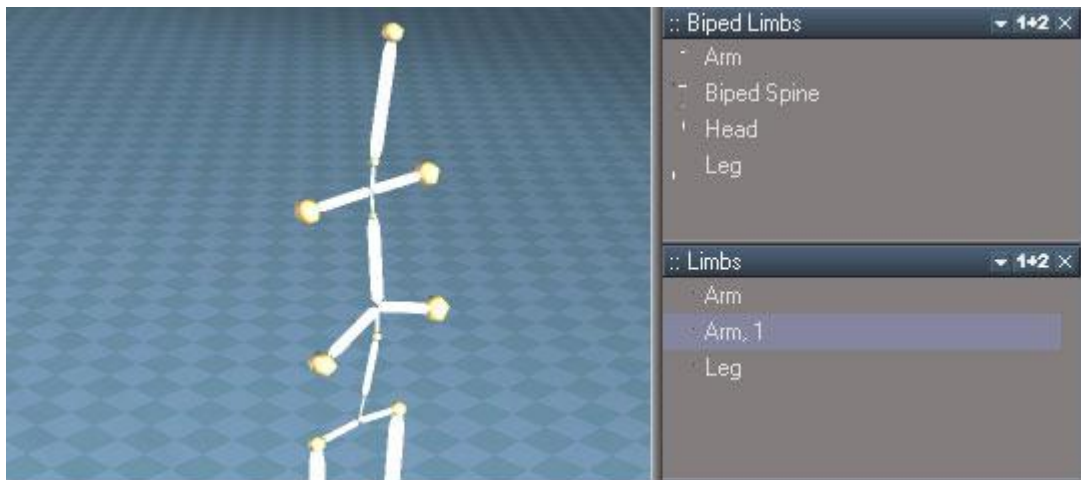 :: Biped Limbs 1+2 ×
Arm
Biped Spine
Head
Leg
:: Limbs 1+2 ×
Arm
Arm, 1
Leg